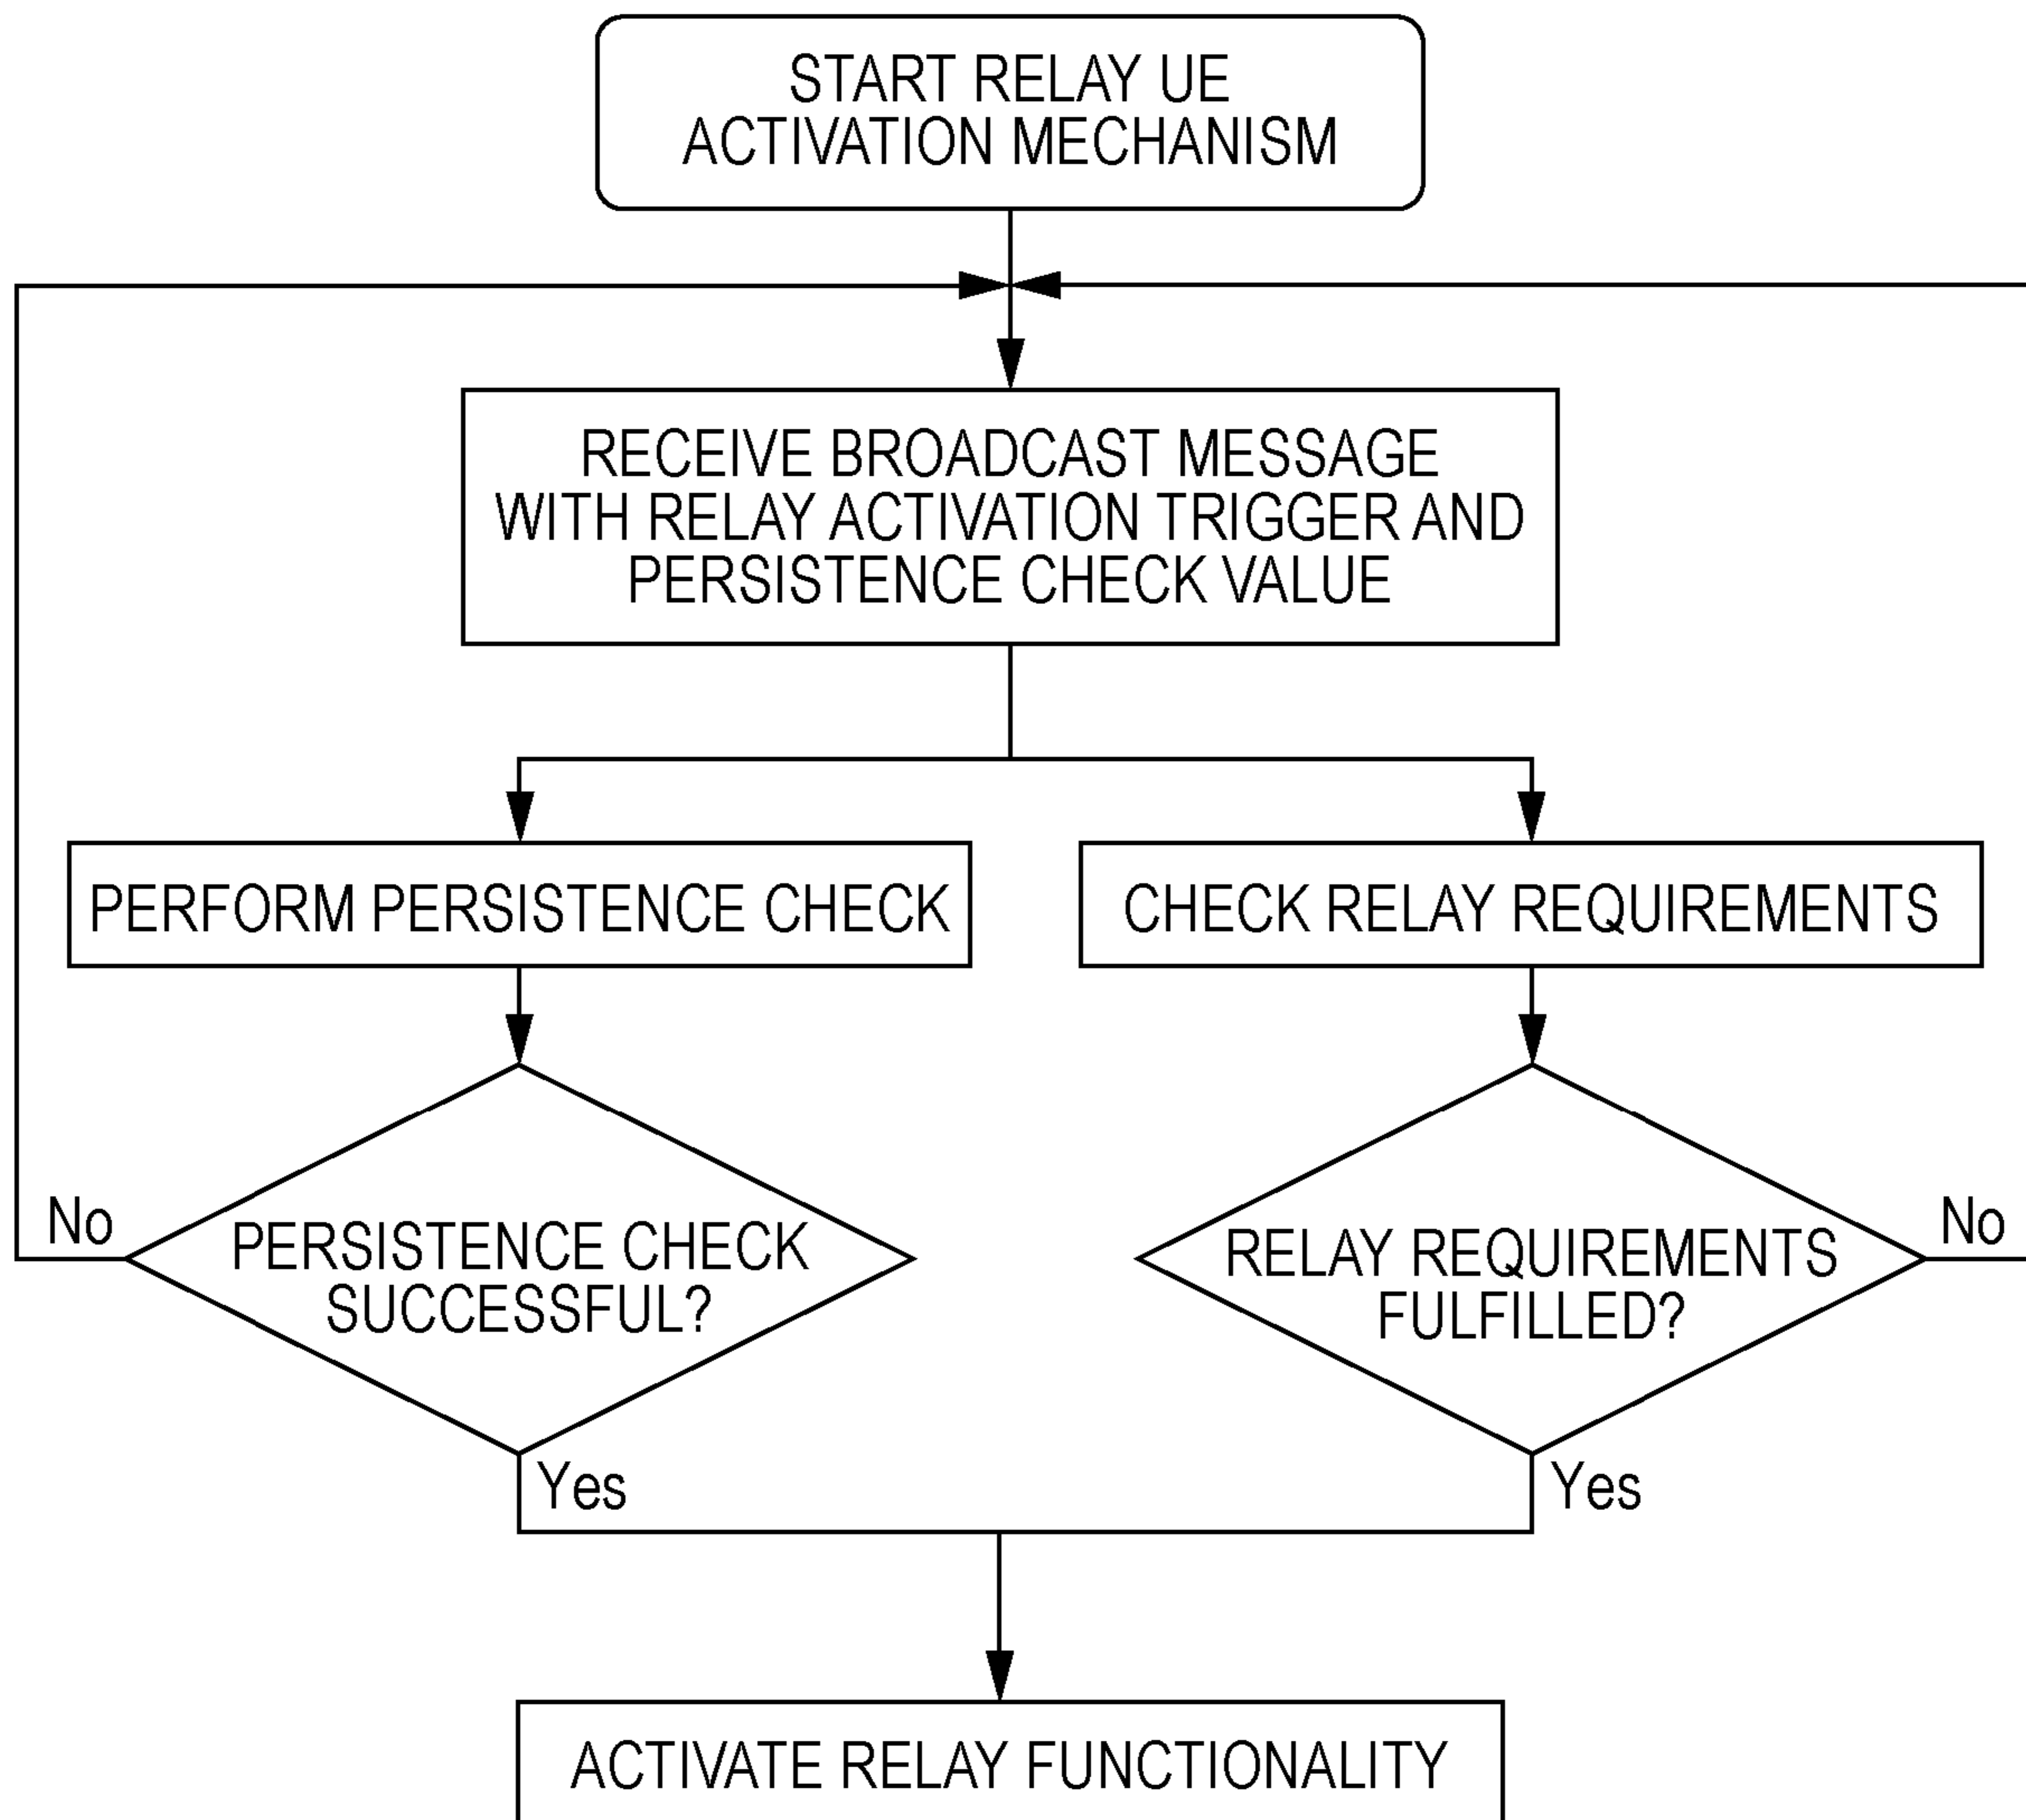 START RELAY UE
ACTIVATION MECHANISM
RECEIVE BROADCAST MESSAGE
WITH RELAY ACTIVATION TRIGGER AND
PERSISTENCE CHECK VALUE
PERFORM PERSISTENCE CHECK
CHECK RELAY REQUIREMENTS
No
PERSISTENCE CHECK
SUCCESSFUL?
RELAY REQUIREMENTS
FULFILLED?
No
Yes
Yes
ACTIVATE RELAY FUNCTIONALITY